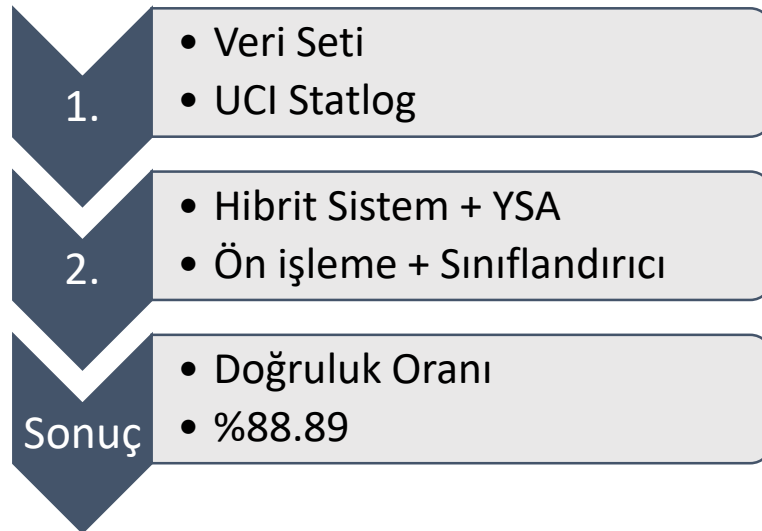 1.
• Veri Seti
• UCI Statlog
2.
• Hibrit Sistem + YSA
• Ön işleme + Sınıflandırıcı
Sonuç
• Doğruluk Oranı
• %88.89